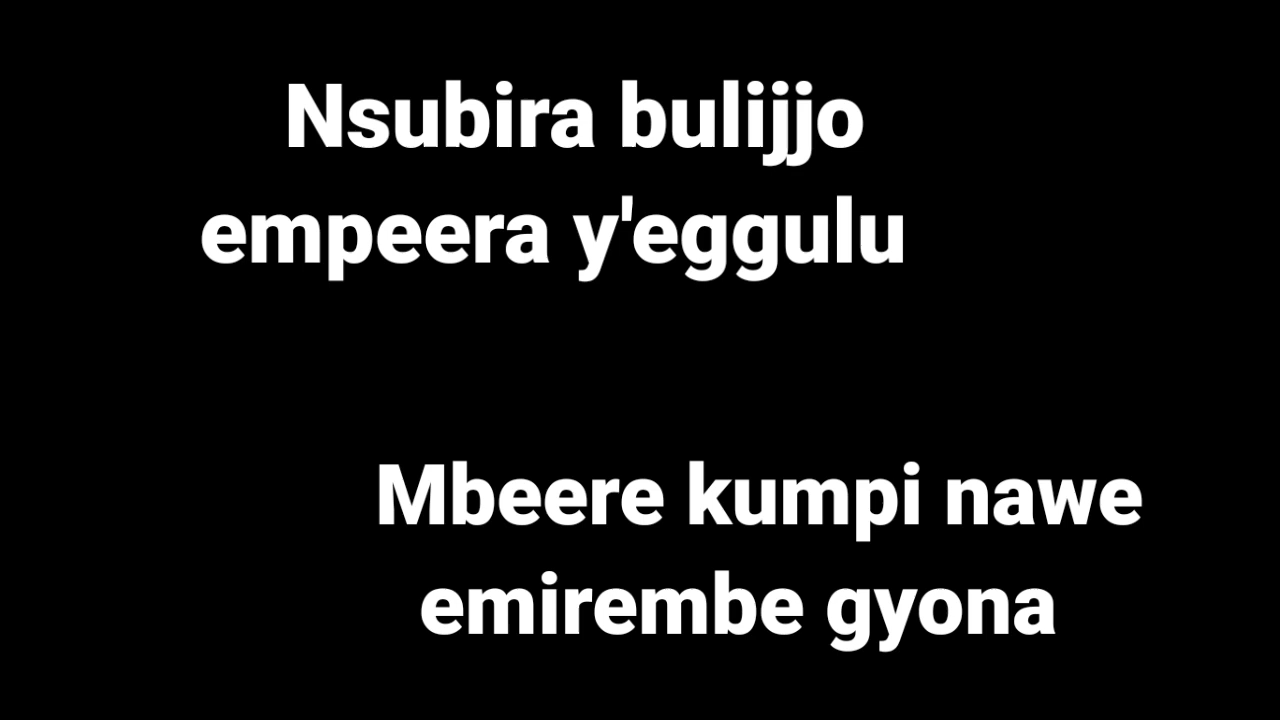 Nsubira bulijjo
empeera y'eggulu
Mbeere kumpi nawe
emirembe gyona